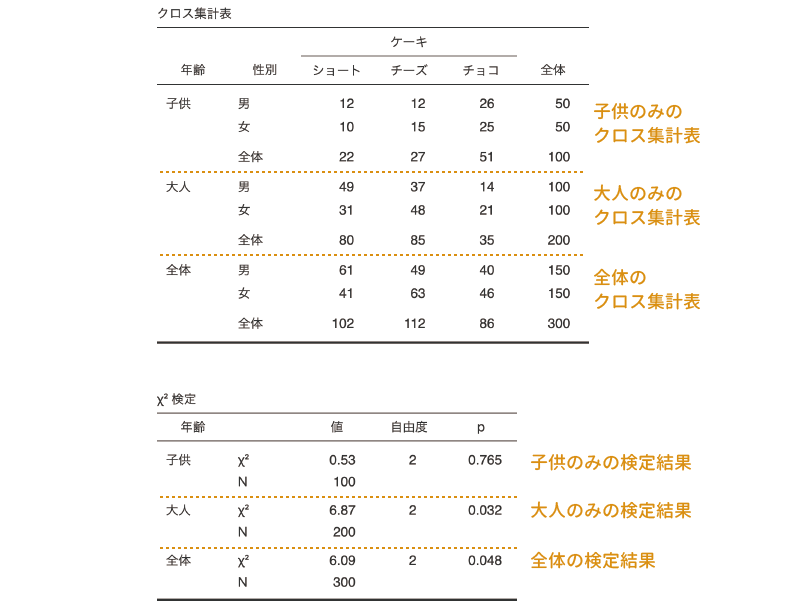 クロス集計表
ケーキ
年齢 性別 ショート チーズ チョコ 全体
子供 男 12 12 26 50
女 10 15 25 50
全体 22 27 51 100
子供のみの
クロス集計表
大人 男 49 37 14 100
女 31 48 21 100
全体 80 85 35 200
大人のみの
クロス集計表
全体 男 61 49 40 150
女 41 63 46 150
全体 102 112 86 300
全体の
クロス集計表
χ² 検定
年齢 値 自由度 p
子供 χ² 0.53 2 0.765
N 100
子供のみの検定結果
大人 χ² 6.87 2 0.032
N 200
大人のみの検定結果
全体 χ² 6.09 2 0.048
N 300
全体の検定結果